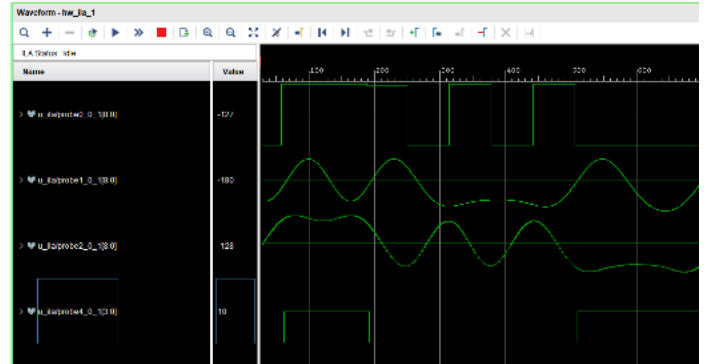 Waveform - hw_ila_1
ILA Status: Idle
Name Value
100 200 300 400 500 600
u_ila/probe0_0_1[8:0] -127
u_ila/probe1_0_1[8:0] -180
u_ila/probe2_0_1[8:0] 128
u_ila/probe4_0_1[3:0] 10